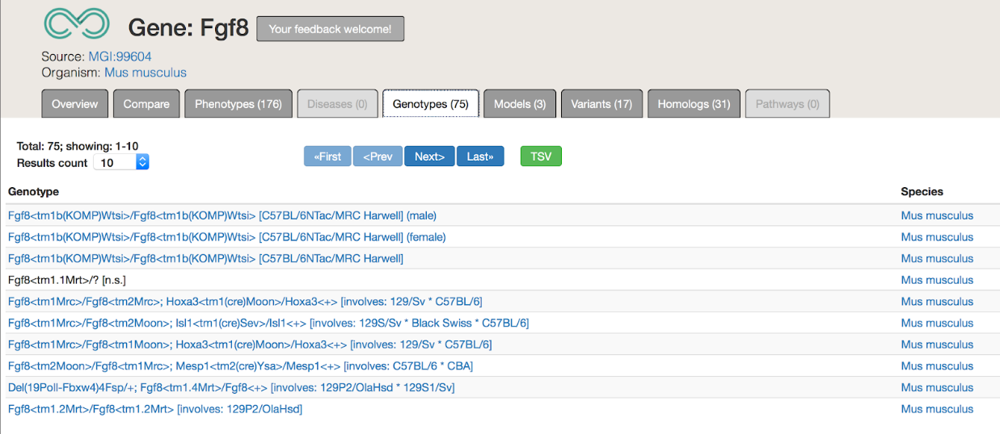 Gene: Fgf8 Your feedback welcome!
Source: MGI:99604
Organism: Mus musculus
Overview Compare Phenotypes (176) Diseases (0) Genotypes (75) Models (3) Variants (17) Homologs (31) Pathways (0)
Total: 75; showing: 1-10
Results count 10 «First <Prev Next> Last» TSV
Genotype Species
Fgf8<tm1b(KOMP)Wtsi>/Fgf8<tm1b(KOMP)Wtsi> [C57BL/6NTac/MRC Harwell] (male) Mus musculus
Fgf8<tm1b(KOMP)Wtsi>/Fgf8<tm1b(KOMP)Wtsi> [C57BL/6NTac/MRC Harwell] (female) Mus musculus
Fgf8<tm1b(KOMP)Wtsi>/Fgf8<tm1b(KOMP)Wtsi> [C57BL/6NTac/MRC Harwell] Mus musculus
Fgf8<tm1.1Mrt>/? [n.s.] Mus musculus
Fgf8<tm1Mrc>/Fgf8<tm2Mrc>; Hoxa3<tm1(cre)Moon>/Hoxa3<+> [involves: 129/Sv * C57BL/6] Mus musculus
Fgf8<tm1Mrc>/Fgf8<tm2Moon>; Isl1<tm1(cre)Sev>/Isl1<+> [involves: 129S/Sv * Black Swiss * C57BL/6] Mus musculus
Fgf8<tm1Mrc>/Fgf8<tm1Moon>; Hoxa3<tm1(cre)Moon>/Hoxa3<+> [involves: 129/Sv * C57BL/6] Mus musculus
Fgf8<tm2Moon>/Fgf8<tm1Mrc>; Mesp1<tm2(cre)Ysa>/Mesp1<+> [involves: C57BL/6 * CBA] Mus musculus
Del(19Poll-Fbxw4)4Fsp/+; Fgf8<tm1.4Mrt>/Fgf8<+> [involves: 129P2/OlaHsd * 129S1/Sv] Mus musculus
Fgf8<tm1.2Mrt>/Fgf8<tm1.2Mrt> [involves: 129P2/OlaHsd] Mus musculus